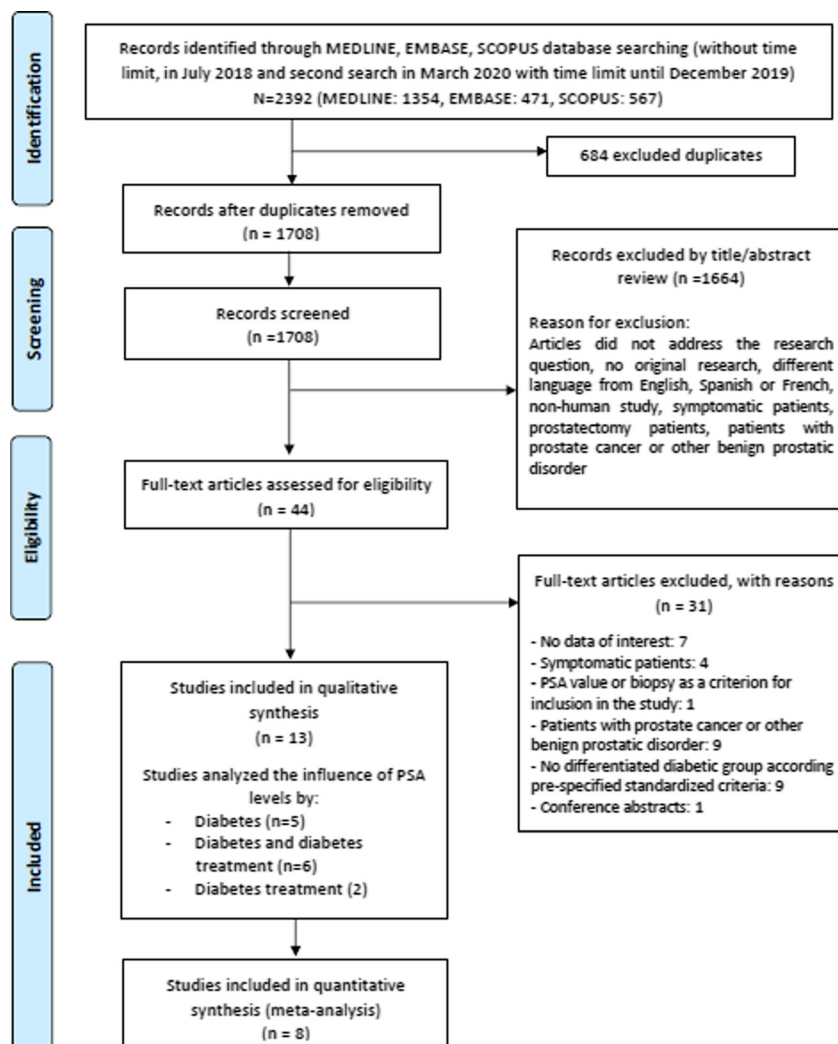 Identification
Records identified through MEDLINE, EMBASE, SCOPUS database searching (without time
limit, in July 2018 and second search in March 2020 with time limit until December 2019)
N=2392 (MEDLINE: 1354, EMBASE: 471, SCOPUS: 567)
684 excluded duplicates
Records after duplicates removed
(n = 1708)
Screening
Records screened
(n =1708)
Records excluded by title/abstract
review (n =1664)
Reason for exclusion:
Articles did not address the research
question, no original research, different
language from English, Spanish or French,
non-human study, symptomatic patients,
prostatectomy patients, patients with
prostate cancer or other benign prostatic
disorder
Eligibility
Full-text articles assessed for eligibility
(n = 44)
Full-text articles excluded, with reasons
(n = 31)
- No data of interest: 7
- Symptomatic patients: 4
- PSA value or biopsy as a criterion for
inclusion in the study: 1
- Patients with prostate cancer or other
benign prostatic disorder: 9
- No differentiated diabetic group according
pre-specified standardized criteria: 9
- Conference abstracts: 1
Included
Studies included in qualitative
synthesis
(n = 13)
Studies analyzed the influence of PSA
levels by:
- Diabetes (n=5)
- Diabetes and diabetes
treatment (n=6)
- Diabetes treatment (2)
Studies included in quantitative
synthesis (meta-analysis)
(n = 8)